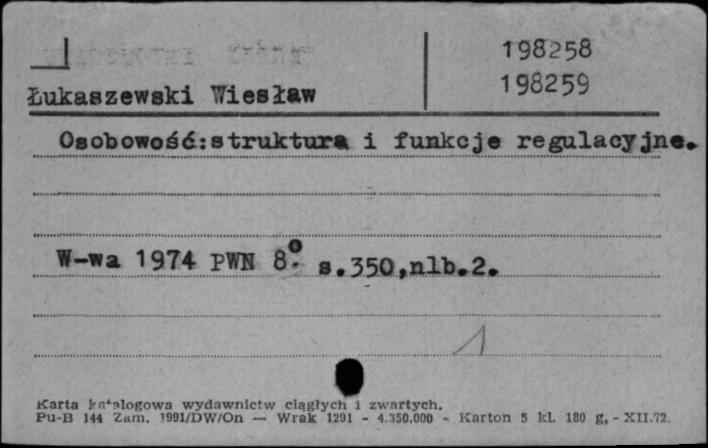 198258
198259
Łukaszewski Wiesław
Osobowość:struktura i funkcje regulacyjne.
W-wa 1974 PWN 8° s.350,nlb.2.
1
Karta katalogowa wydawnictw ciągłych i zwartych.
Pu-B 144 Zam. 1991/DW/On — Wrak 1291 - 4.350.000 - Karton 5 kl. 180 g, - XII.72.